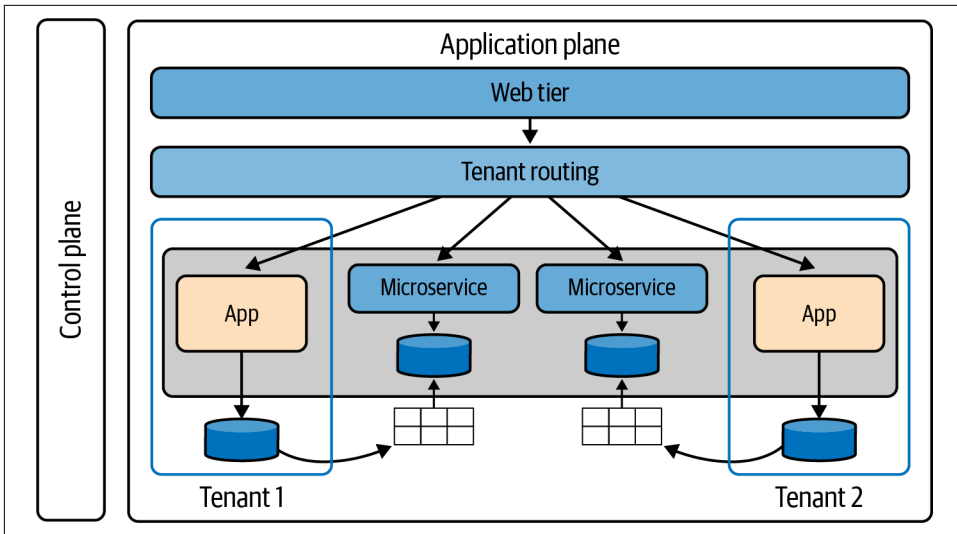 Control plane
Application plane
Web tier
Tenant routing
App
Microservice
Microservice
App
Tenant 1
Tenant 2